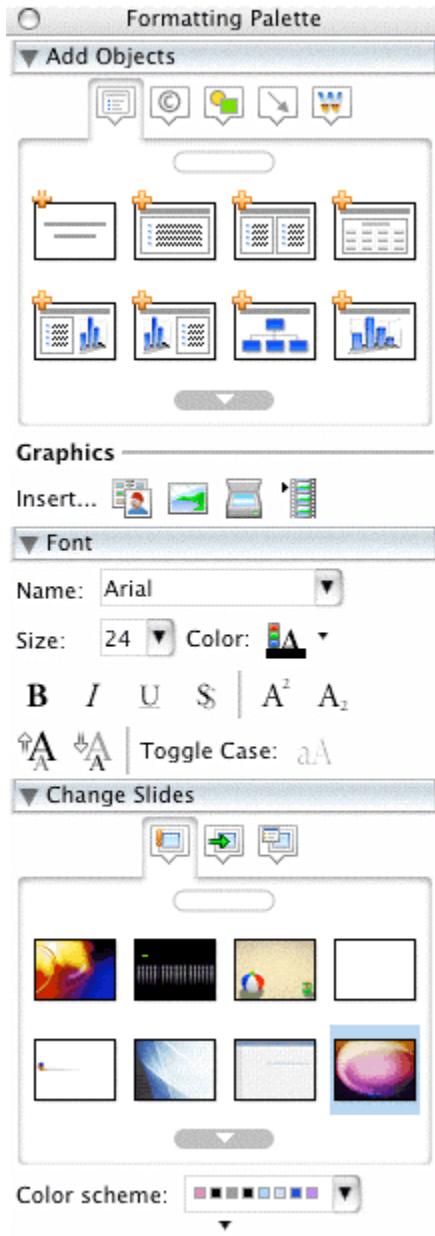 Formatting Palette
Add Objects
©
W
Graphics
Insert...
Font
Name: Arial
Size: 24 Color: A
B I U S A² A₂
A A A A Toggle Case: aA
Change Slides
Color scheme: